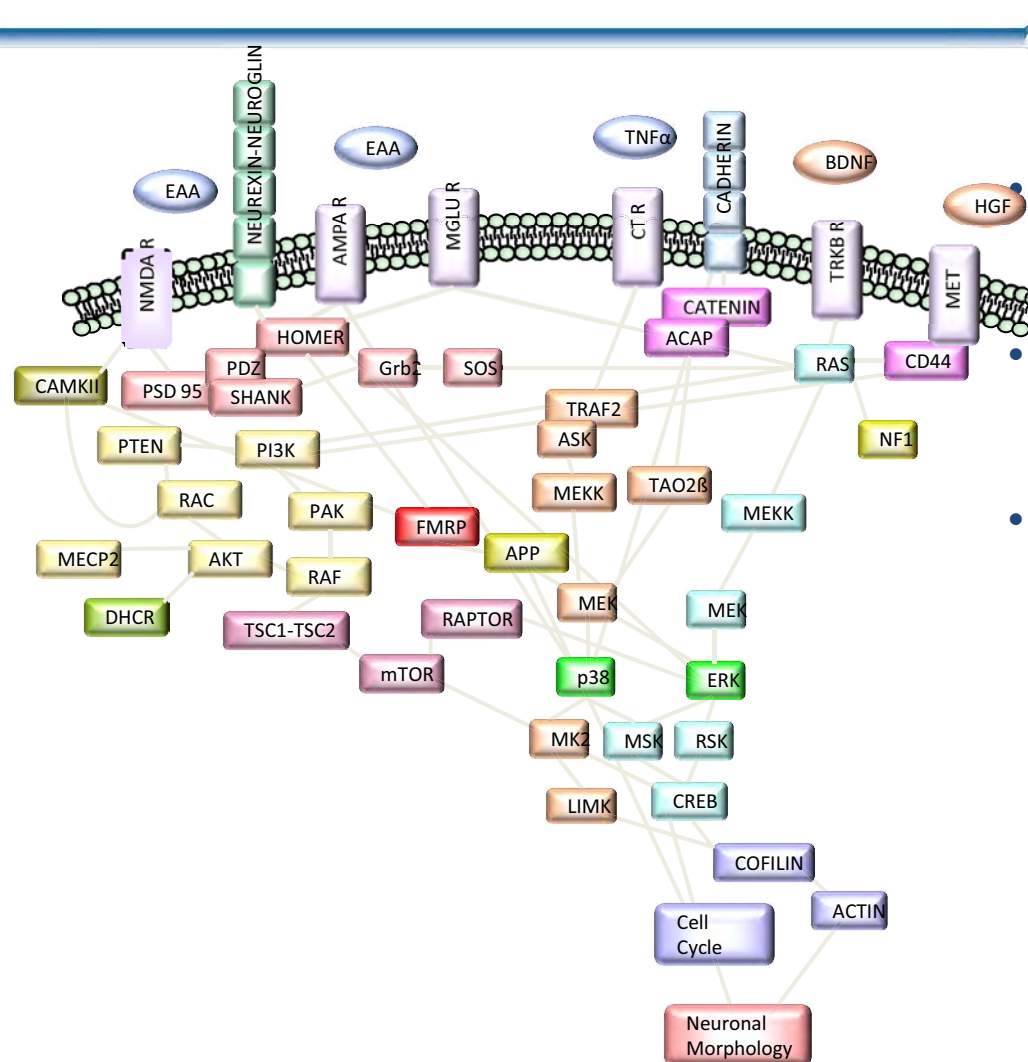 NEUREXIN-NEUROGLIN
EAA
TNFα
CADHERIN
BDNF
EAA
HGF
NMDA R
AMPA R
MGLU R
CT R
TRKB R
MET
CATENIN
HOMER
ACAP
PDZ
Grb2
SOS
RAS
CD44
CAMKII
PSD 95
SHANK
TRAF2
PTEN
PI3K
ASK
NF1
RAC
PAK
MEKK
TAO2ß
MEKK
FMRP
APP
MECP2
AKT
RAF
DHCR
TSC1-TSC2
RAPTOR
MEK
MEK
mTOR
p38
ERK
MK2
MSK
RSK
LIMK
CREB
COFILIN
ACTIN
Cell
Cycle
Neuronal
Morphology